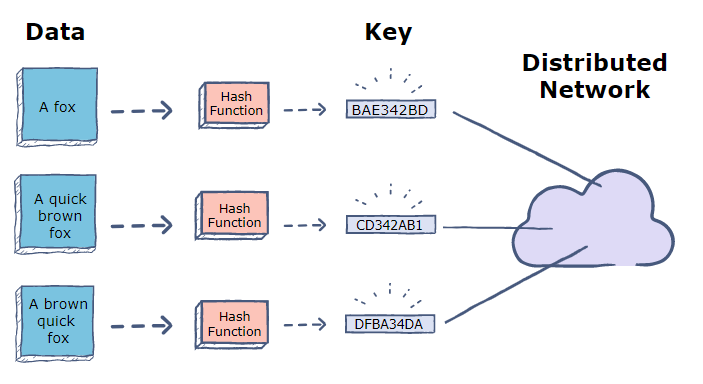 Data
Key
Distributed
Network
A fox
Hash
Function
BAE342BD
A quick
brown
fox
Hash
Function
CD342AB1
A brown
quick
fox
Hash
Function
DFBA34DA